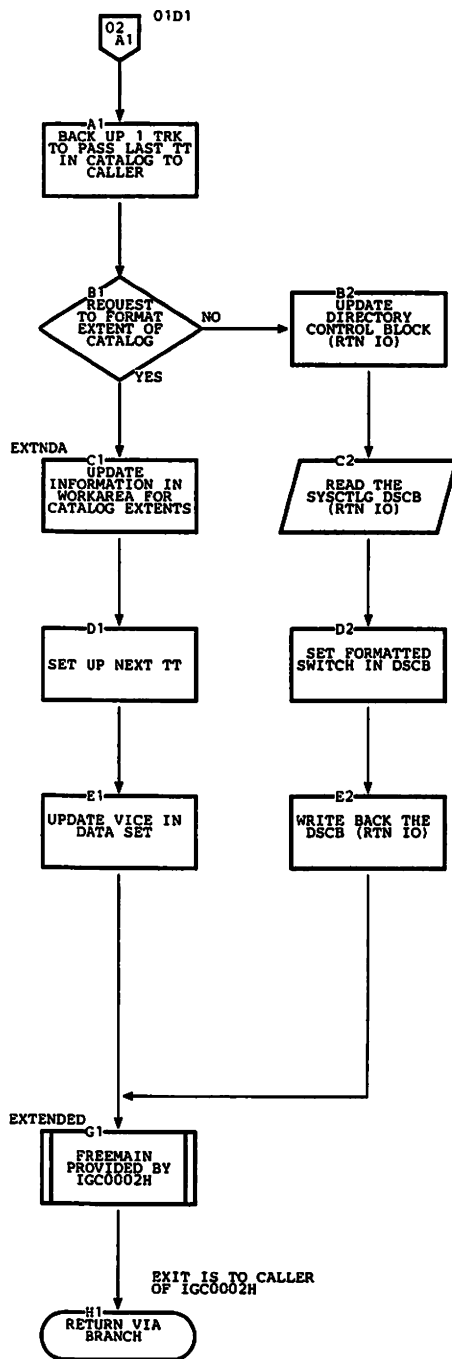 01D1
02
A1
A1
BACK UP 1 TRK
TO PASS LAST TT
IN CATALOG TO
CALLER
B1
REQUEST
TO FORMAT
EXTENT OF
CATALOG
NO
YES
B2
UPDATE
DIRECTORY
CONTROL BLOCK
(RTN IO)
EXTNDA
C1
UPDATE
INFORMATION IN
WORKAREA FOR
CATALOG EXTENTS
C2
READ THE
SYSCTLG DSCB
(RTN IO)
D1
SET UP NEXT TT
D2
SET FORMATTED
SWITCH IN DSCB
E1
UPDATE VICE IN
DATA SET
E2
WRITE BACK THE
DSCB (RTN IO)
EXTENDED
G1
FREEMAIN
PROVIDED BY
IGC0002H
EXIT IS TO CALLER
OF IGC0002H
H1
RETURN VIA
BRANCH